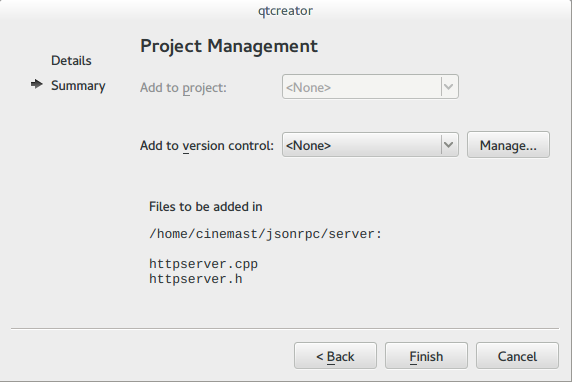 qtcreator
Project Management
Details
Summary
Add to project: <None>
Add to version control: <None> Manage...
Files to be added in
/home/cinemast/jsonrpc/server:
httpserver.cpp
httpserver.h
< Back Finish Cancel